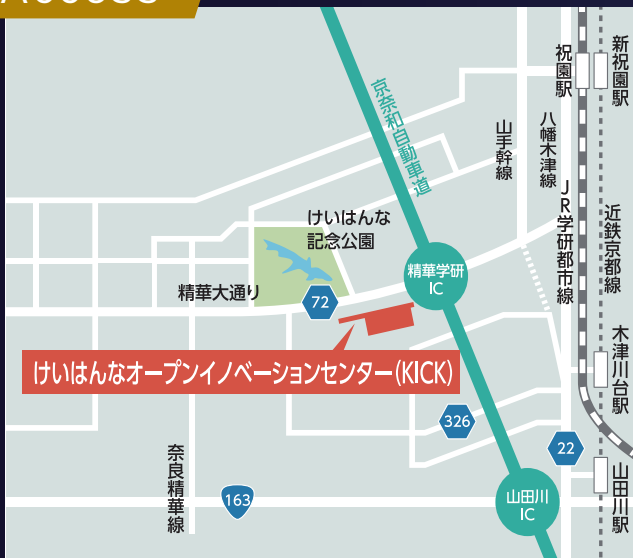 祝園駅
新祝園駅
京奈和自動車道
山手幹線
八幡木津線
JR学研都市線
近鉄京都線
けいはんな
記念公園
精華学研
IC
精華大通り
72
木津川台駅
けいはんなオープンイノベーションセンター(KICK)
326
22
奈良精華線
163
山田川
IC
山田川駅